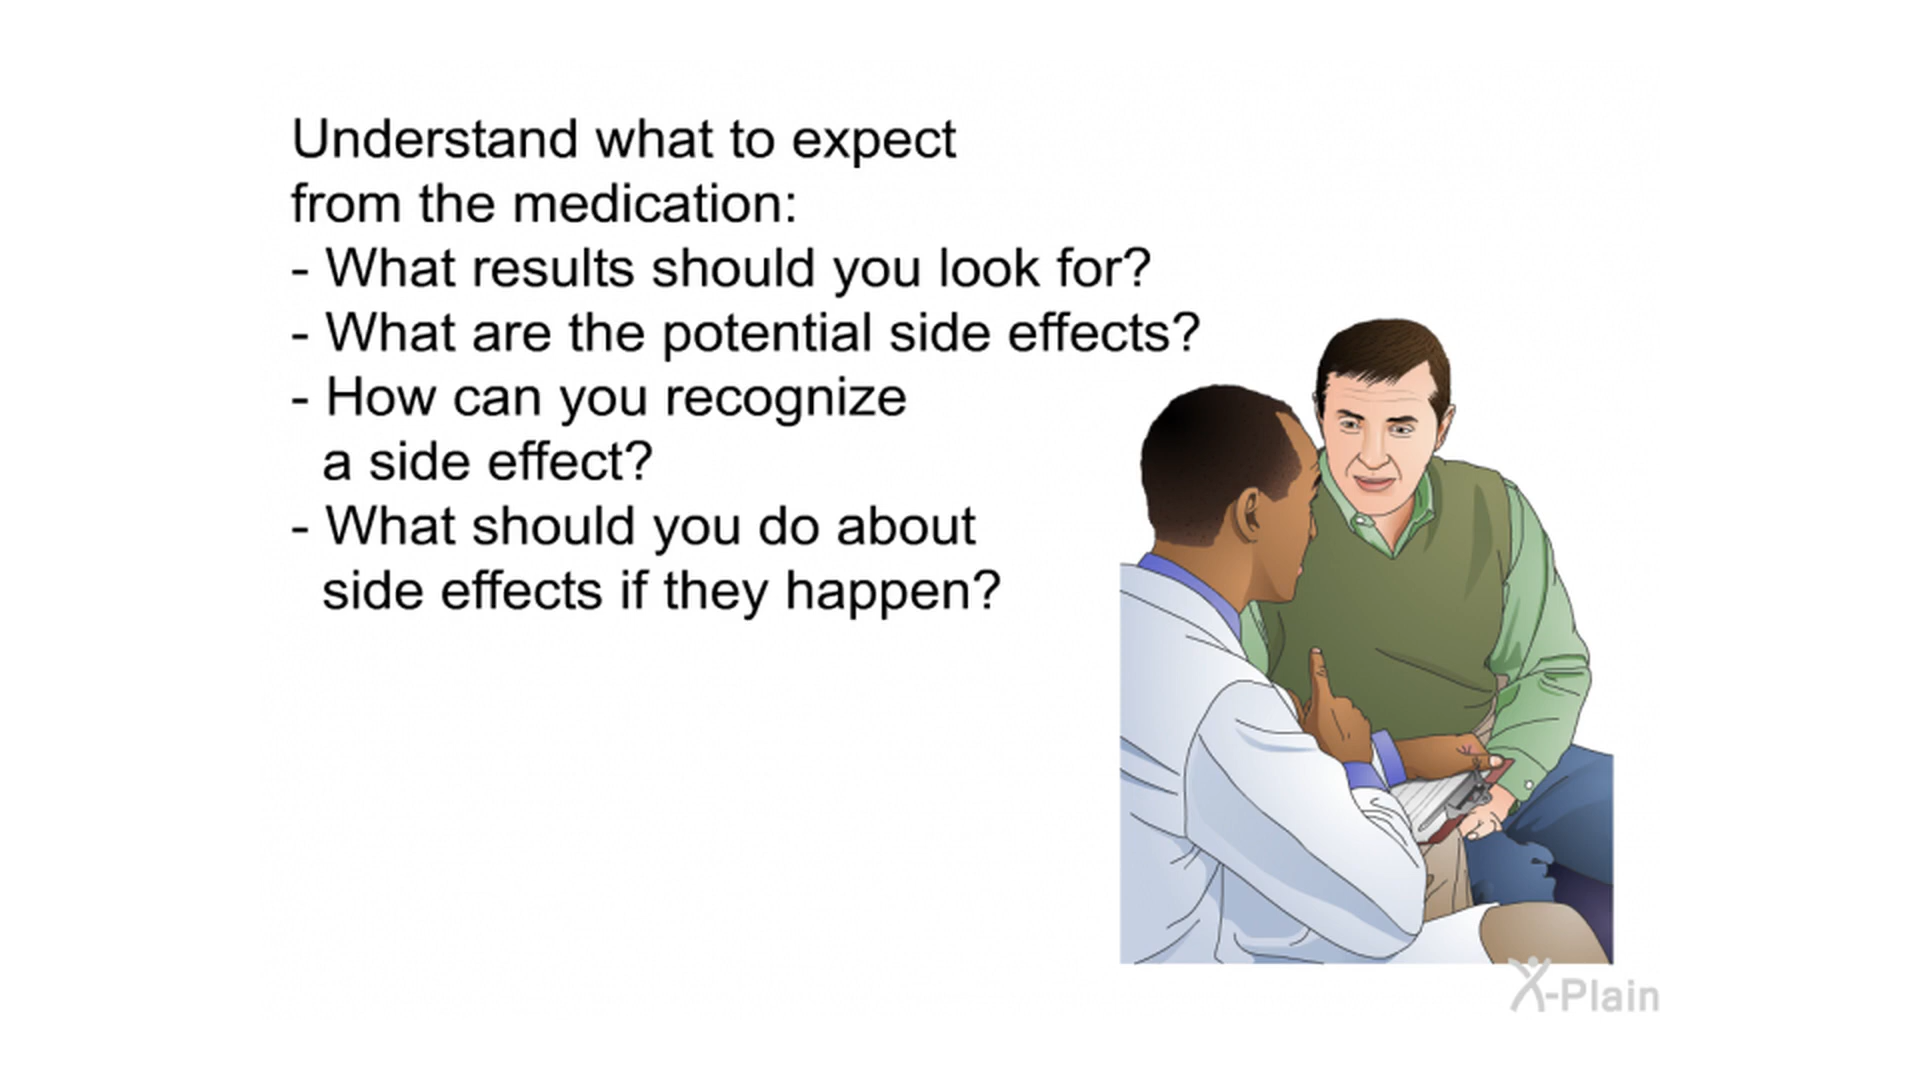 Understand what to expect
from the medication:
- What results should you look for?
- What are the potential side effects?
- How can you recognize
a side effect?
- What should you do about
side effects if they happen?
X-Plain